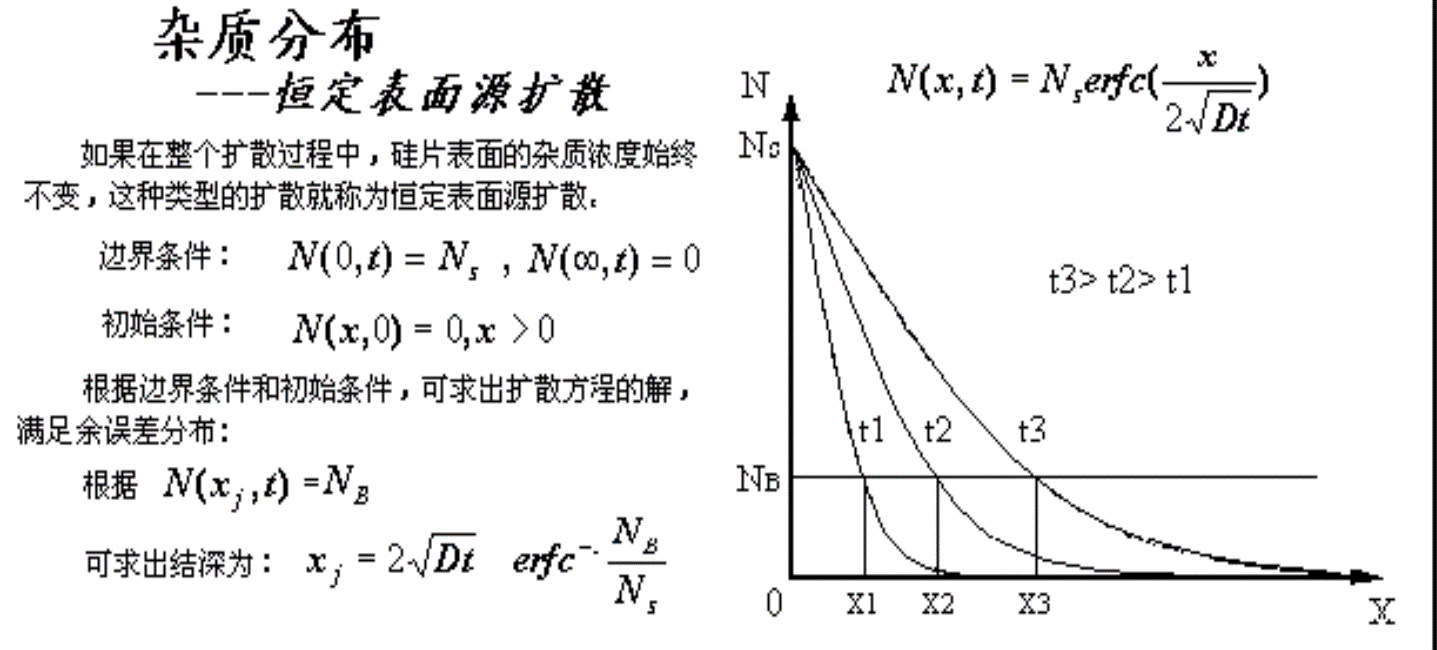 杂质分布
---恒定表面源扩散
如果在整个扩散过程中，硅片表面的杂质浓度始终
不变，这种类型的扩散就称为恒定表面源扩散.
边界条件： N(0,t) = N_s , N(∞,t) = 0
初始条件： N(x,0) = 0, x > 0
根据边界条件和初始条件，可求出扩散方程的解，
满足余误差分布：
根据 N(x_j,t) = N_B
可求出结深为： x_j = 2√Dt erfc⁻· N_B/N_s
N
N(x,t) = N_s erfc(x/2√Dt)
NS
t3> t2> t1
t1 t2 t3
NB
0 X1 X2 X3 X